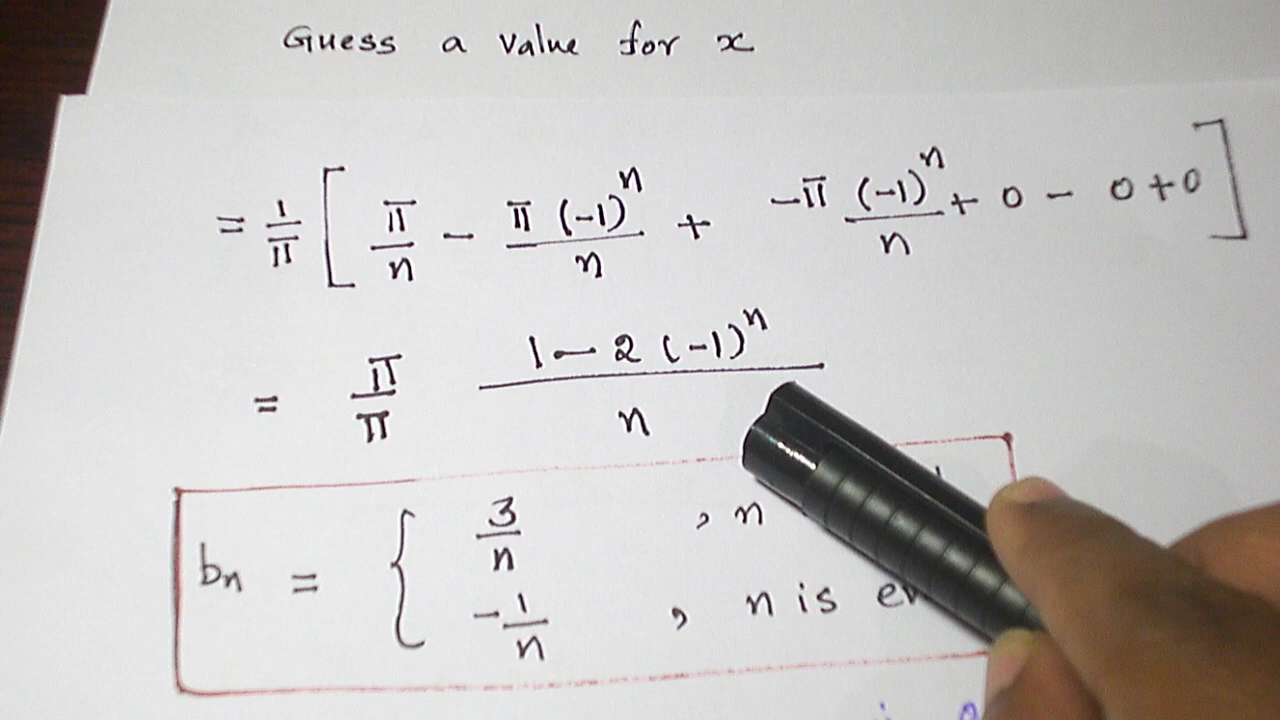 Guess a value for x
= 1/π [ π/n - π(-1)^n/n + -π(-1)^n/n + 0 - 0 + 0 ]
= π/π 1-2(-1)^n/n
bn = { 3/n , n
-1/n , n is